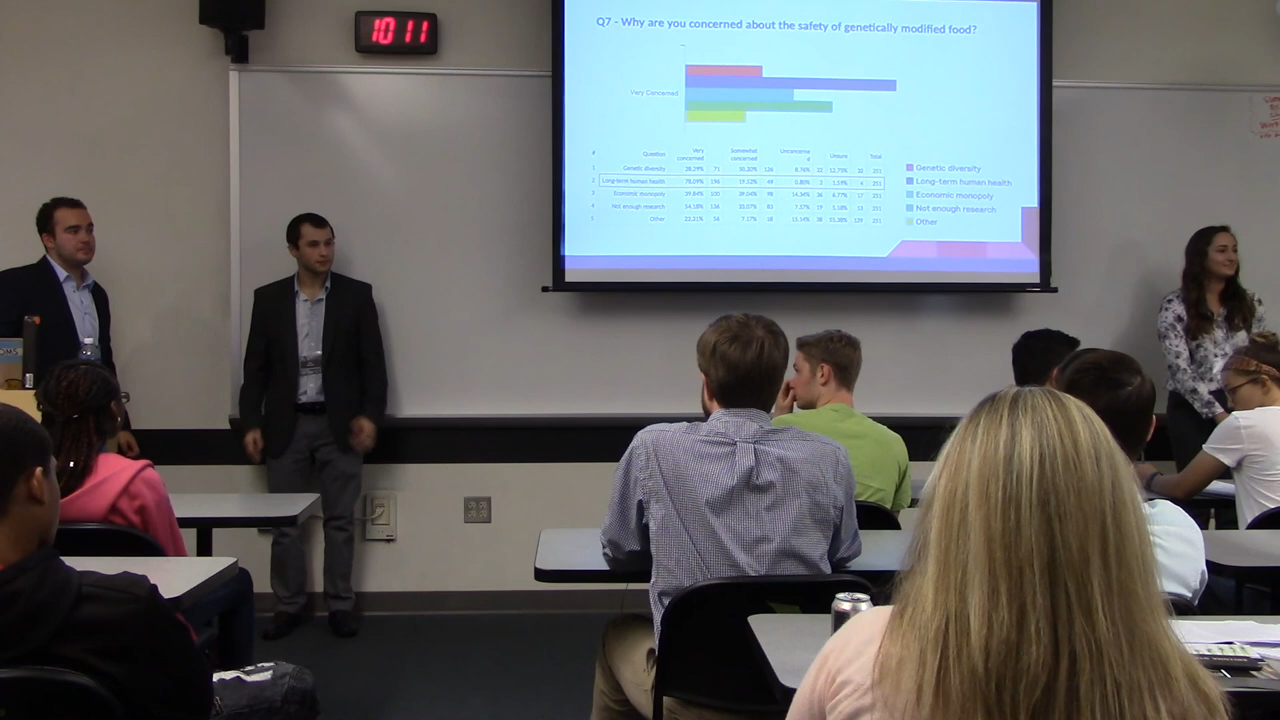 10 11
Q7 - Why are you concerned about the safety of genetically modified food?
Very Concerned
# Question Very concerned Somewhat concerned Unconcerned Unsure Total
1 Genetic diversity 28.29% 71 50.20% 126 8.76% 22 12.75% 32 251
2 Long-term human health 19.52% 49 0.80% 2 1.59% 4 251
3 Economic monopoly 39.84% 100 39.04% 98 14.34% 36 6.77% 17 251
4 Not enough research 54.18% 136 33.07% 83 7.57% 19 5.18% 13 251
5 Other 22.31% 56 7.17% 18 15.14% 38 55.38% 139 251
Genetic diversity
Long-term human health
Economic monopoly
Not enough research
Other
OMS